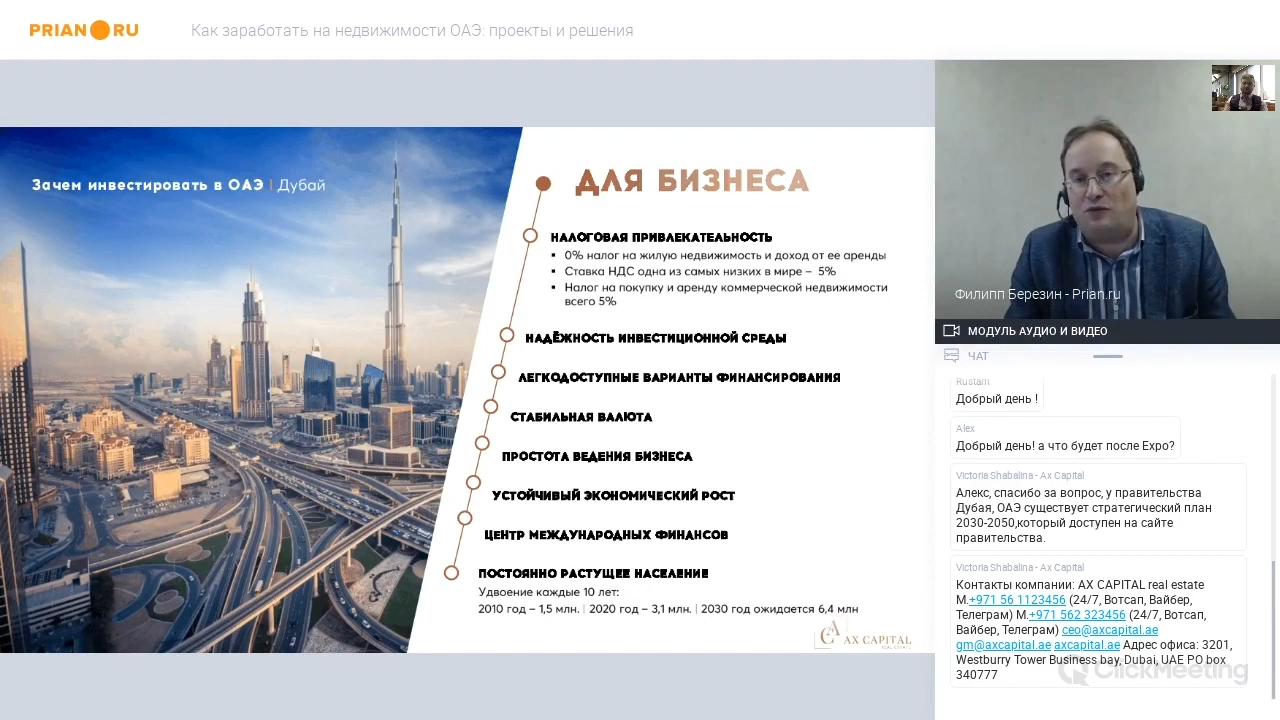 PRIAN RU
Как заработать на недвижимости ОАЭ: проекты и решения
Зачем инвестировать в ОАЭ | Дубай
ДЛЯ БИЗНЕСА
НАЛОГОВАЯ ПРИВЛЕКАТЕЛЬНОСТЬ
▪ 0% налог на жилую недвижимость и доход от ее аренды
▪ Ставка НДС одна из самых низких в мире – 5%
▪ Налог на покупку и аренду коммерческой недвижимости
всего 5%
НАДЁЖНОСТЬ ИНВЕСТИЦИОННОЙ СРЕДЫ
ЛЕГКОДОСТУПНЫЕ ВАРИАНТЫ ФИНАНСИРОВАНИЯ
СТАБИЛЬНАЯ ВАЛЮТА
ПРОСТОТА ВЕДЕНИЯ БИЗНЕСА
УСТОЙЧИВЫЙ ЭКОНОМИЧЕСКИЙ РОСТ
ЦЕНТР МЕЖДУНАРОДНЫХ ФИНАНСОВ
ПОСТОЯННО РАСТУЩЕЕ НАСЕЛЕНИЕ
Удвоение каждые 10 лет:
2010 год – 1,5 млн. | 2020 год – 3,1 млн. | 2030 год ожидается 6,4 млн
AX CAPITAL
REAL ESTATE
Филипп Березин - Prian.ru
МОДУЛЬ АУДИО И ВИДЕО
ЧАТ
Rustam
Добрый день !
Alex
Добрый день! а что будет после Expo?
Victoria Shabalina - Ax Capital
Алекс, спасибо за вопрос, у правительства
Дубая, ОАЭ существует стратегический план
2030-2050,который доступен на сайте
правительства.
Victoria Shabalina - Ax Capital
Контакты компании: AX CAPITAL real estate
М.+971 56 1123456 (24/7, Вотсап, Вайбер,
Телеграм) М.+971 562 323456 (24/7, Вотсап,
Вайбер, Телеграм) ceo@axcapital.ae
gm@axcapital.ae axcapital.ae Адрес офиса: 3201,
Westburry Tower Business bay, Dubai, UAE PO box
340777
ClickMeeting